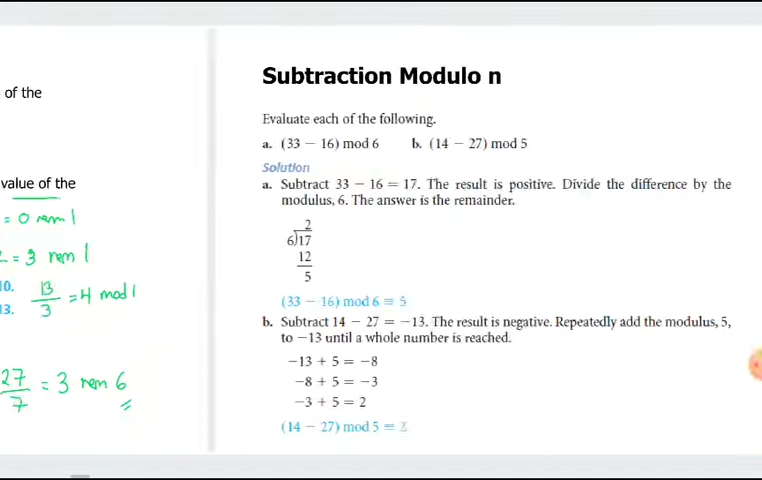 of the
value of the
= 0 rem 1
= 3 rem 1
10.
13/3 = 4 mod 1
13.
27/7 = 3 rem 6
Subtraction Modulo n
Evaluate each of the following.
a. (33 − 16) mod 6 b. (14 − 27) mod 5
Solution
a. Subtract 33 − 16 = 17. The result is positive. Divide the difference by the
modulus, 6. The answer is the remainder.
2
6)17
12
5
(33 − 16) mod 6 ≡ 5
b. Subtract 14 − 27 = −13. The result is negative. Repeatedly add the modulus, 5,
to −13 until a whole number is reached.
−13 + 5 = −8
−8 + 5 = −3
−3 + 5 = 2
(14 − 27) mod 5 ≡ 2